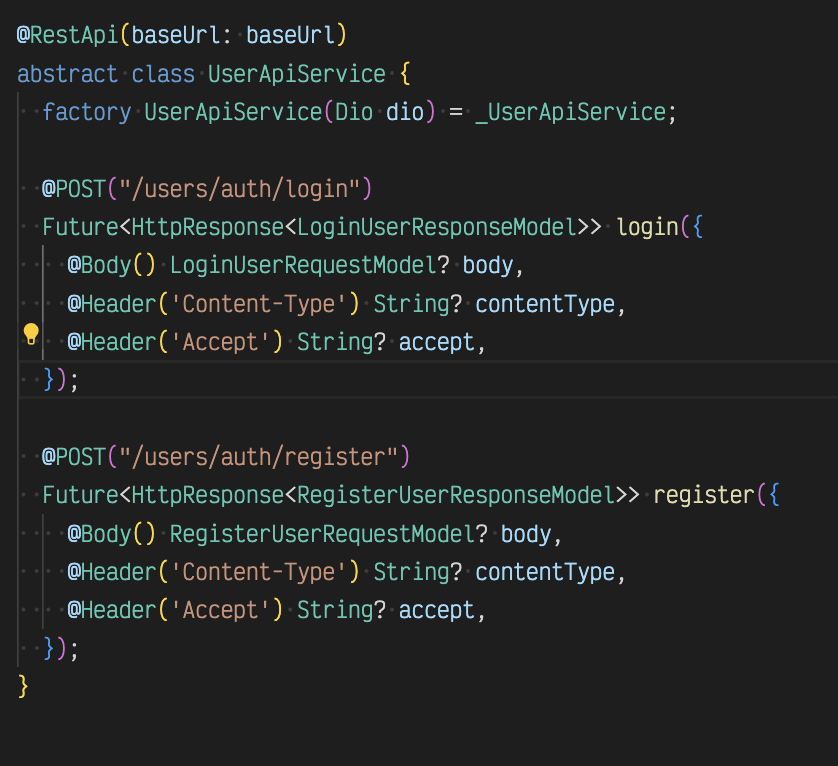 @RestApi(baseUrl: baseUrl)
abstract class UserApiService {
  factory UserApiService(Dio dio) = _UserApiService;

  @POST("/users/auth/login")
  Future<HttpResponse<LoginUserResponseModel>> login({
    @Body() LoginUserRequestModel? body,
    @Header('Content-Type') String? contentType,
    @Header('Accept') String? accept,
  });

  @POST("/users/auth/register")
  Future<HttpResponse<RegisterUserResponseModel>> register({
    @Body() RegisterUserRequestModel? body,
    @Header('Content-Type') String? contentType,
    @Header('Accept') String? accept,
  });
}